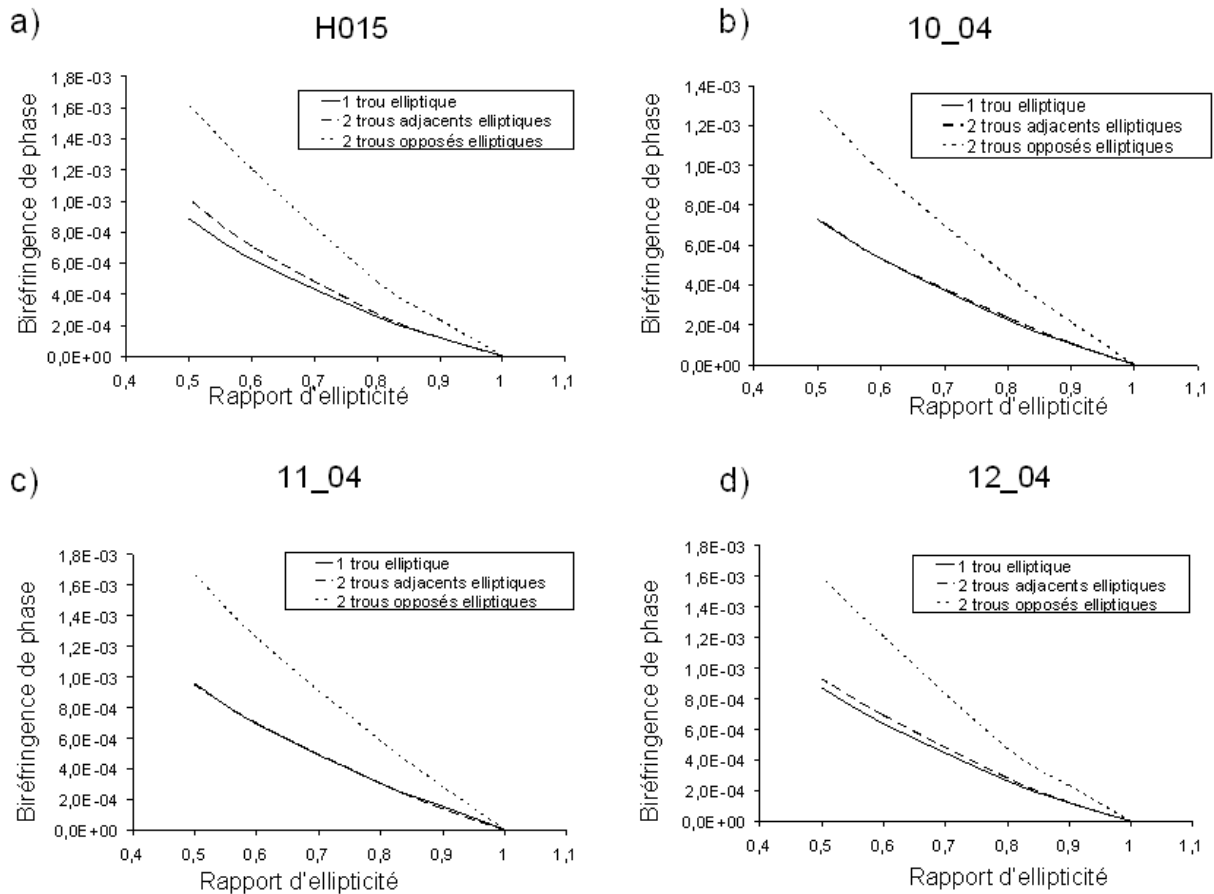 a)
H015
Biréfringence de phase
1,8E-03
1,6E-03
1,4E-03
1,2E-03
1,0E-03
8,0E-04
6,0E-04
4,0E-04
2,0E-04
0,0E+00
1 trou elliptique
2 trous adjacents elliptiques
2 trous opposés elliptiques
0,4 0,5 0,6 0,7 0,8 0,9 1 1,1
Rapport d'ellipticité
b)
10_04
Biréfringence de phase
1,4E-03
1,2E-03
1,0E-03
8,0E-04
6,0E-04
4,0E-04
2,0E-04
0,0E+00
1 trou elliptique
2 trous adjacents elliptiques
2 trous opposés elliptiques
0,4 0,5 0,6 0,7 0,8 0,9 1 1,1
Rapport d'ellipticité
c)
11_04
Biréfringence de phase
1,8E-03
1,6E-03
1,4E-03
1,2E-03
1,0E-03
8,0E-04
6,0E-04
4,0E-04
2,0E-04
0,0E+00
1 trou elliptique
2 trous adjacents elliptiques
2 trous opposés elliptiques
0,4 0,5 0,6 0,7 0,8 0,9 1 1,1
Rapport d'ellipticité
d)
12_04
Biréfringence de phase
1,8E-03
1,6E-03
1,4E-03
1,2E-03
1,0E-03
8,0E-04
6,0E-04
4,0E-04
2,0E-04
0,0E+00
1 trou elliptique
2 trous adjacents elliptiques
2 trous opposés elliptiques
0,4 0,5 0,6 0,7 0,8 0,9 1 1,1
Rapport d'ellipticité